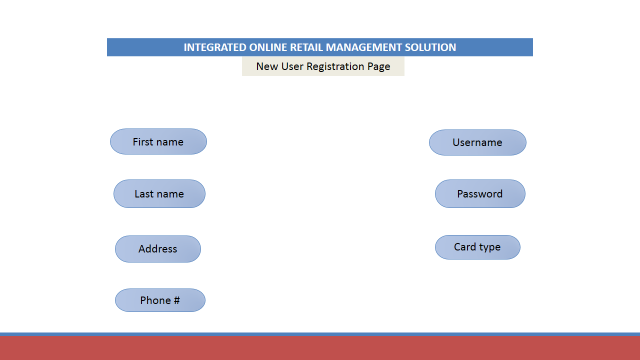 INTEGRATED ONLINE RETAIL MANAGEMENT SOLUTION
New User Registration Page
First name
Last name
Address
Phone #
Username
Password
Card type